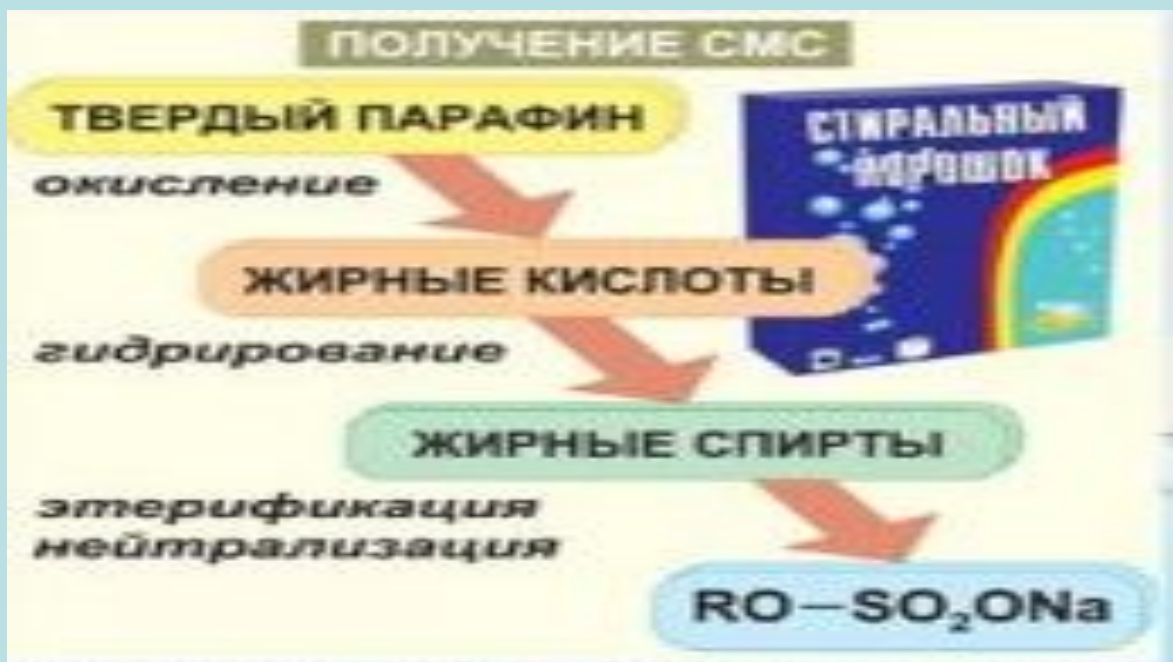 ПОЛУЧЕНИЕ СМС
ТВЕРДЫЙ ПАРАФИН
СТИРАЛЬНЫЙ
ПОРОШОК
окисление
ЖИРНЫЕ КИСЛОТЫ
гидрирование
ЖИРНЫЕ СПИРТЫ
этерификация
нейтрализация
RO–SO₂ONa